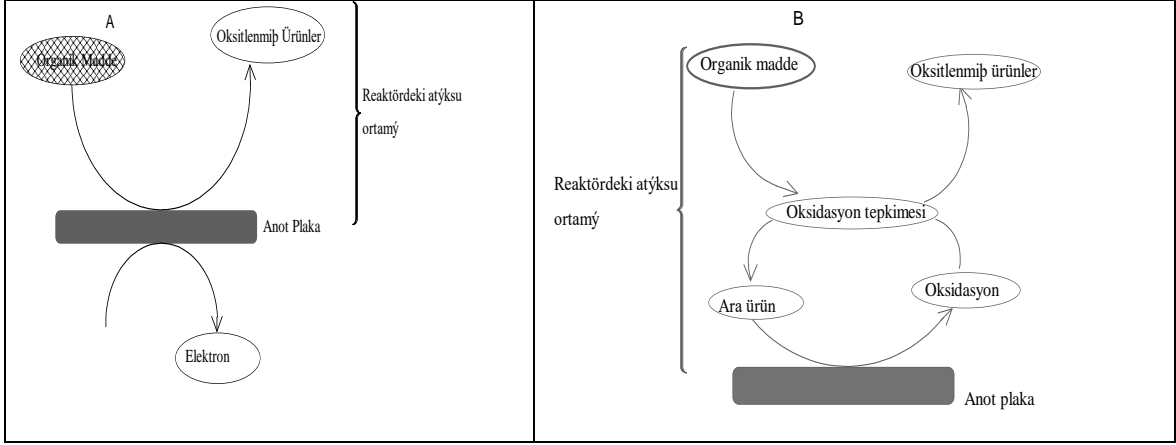 A
Oksitlenmiþ Ürünler
Organik Madde
Reaktördeki atýksu
ortamý
Anot Plaka
Elektron
B
Organik madde
Oksitlenmiþ ürünler
Reaktördeki atýksu
ortamý
Oksidasyon tepkimesi
Ara ürün
Oksidasyon
Anot plaka